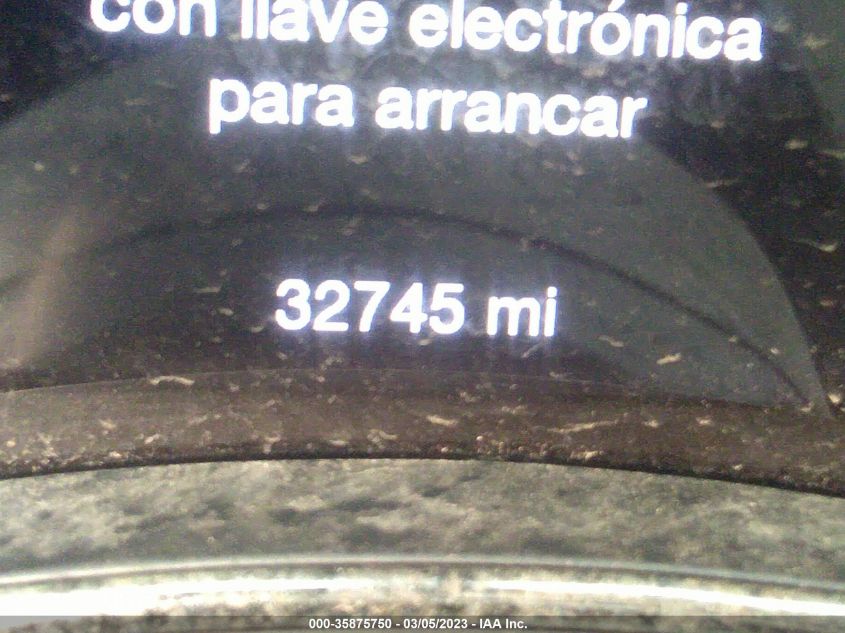 con llave electrónica
para arrancar
32745 mi
000-35875750 - 03/05/2023 - IAA Inc.